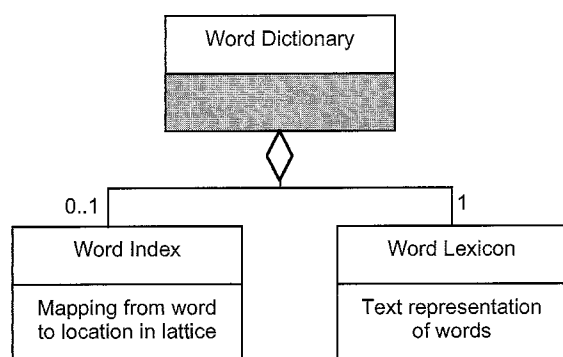 Word Dictionary
0..1
1
Word Index
Word Lexicon
Mapping from word
to location in lattice
Text representation
of words